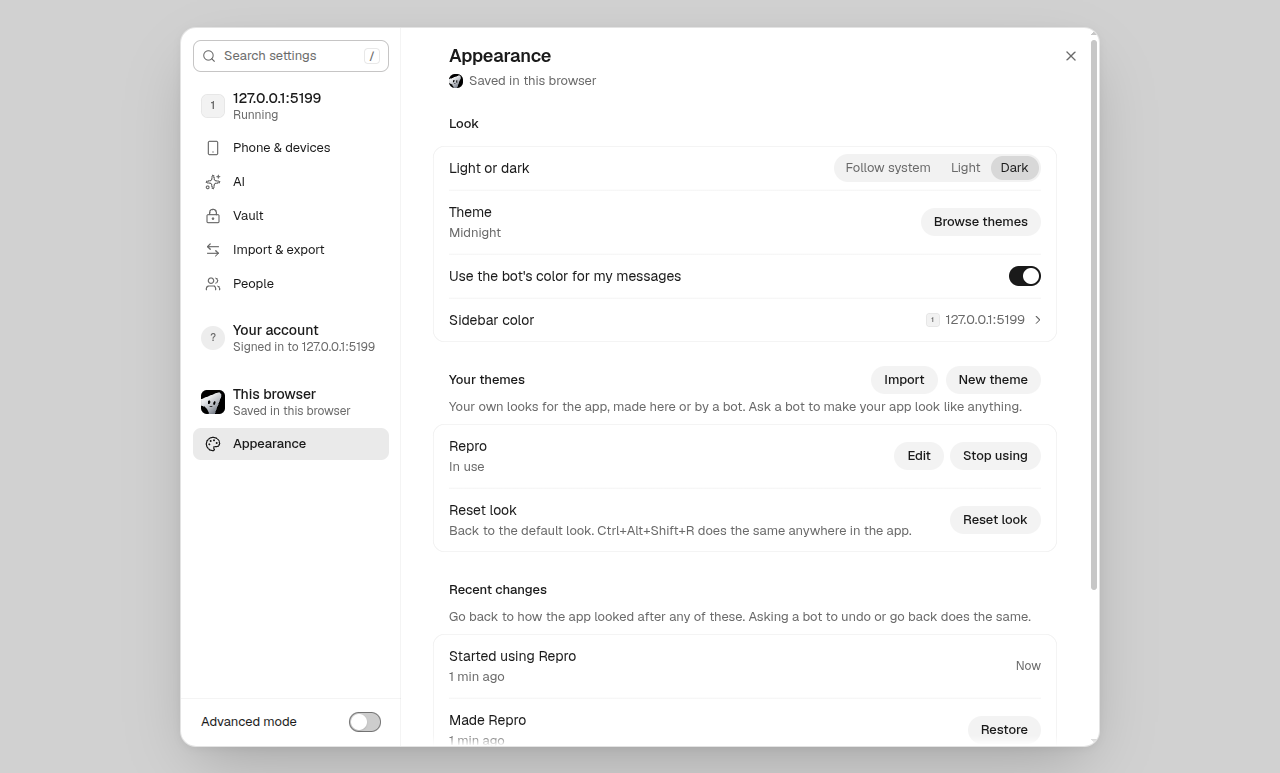 Search settings /
1 127.0.0.1:5199
Running
Phone & devices
AI
Vault
Import & export
People
? Your account
Signed in to 127.0.0.1:5199
This browser
Saved in this browser
Appearance
Advanced mode
Appearance
Saved in this browser
Look
Light or dark Follow system Light Dark
Theme
Midnight
Browse themes
Use the bot's color for my messages
Sidebar color 1 127.0.0.1:5199
Your themes Import New theme
Your own looks for the app, made here or by a bot. Ask a bot to make your app look like anything.
Repro
In use
Edit Stop using
Reset look
Back to the default look. Ctrl+Alt+Shift+R does the same anywhere in the app.
Reset look
Recent changes
Go back to how the app looked after any of these. Asking a bot to undo or go back does the same.
Started using Repro
1 min ago
Now
Made Repro
1 min ago
Restore